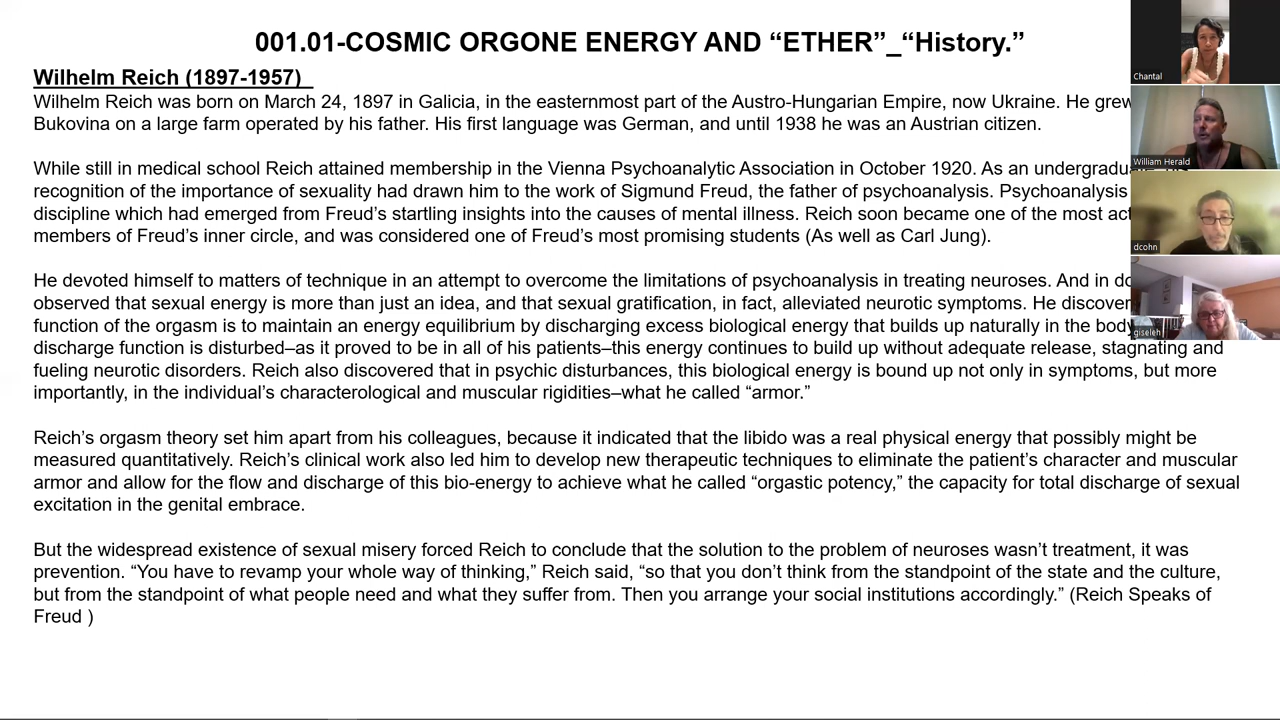 001.01-COSMIC ORGONE ENERGY AND “ETHER”_“History.”
Wilhelm Reich (1897-1957)
Wilhelm Reich was born on March 24, 1897 in Galicia, in the easternmost part of the Austro-Hungarian Empire, now Ukraine. He grew
Bukovina on a large farm operated by his father. His first language was German, and until 1938 he was an Austrian citizen.
While still in medical school Reich attained membership in the Vienna Psychoanalytic Association in October 1920. As an undergraduate, his
recognition of the importance of sexuality had drawn him to the work of Sigmund Freud, the father of psychoanalysis. Psychoanalysis
discipline which had emerged from Freud’s startling insights into the causes of mental illness. Reich soon became one of the most
members of Freud’s inner circle, and was considered one of Freud’s most promising students (As well as Carl Jung).
He devoted himself to matters of technique in an attempt to overcome the limitations of psychoanalysis in treating neuroses. And in
observed that sexual energy is more than just an idea, and that sexual gratification, in fact, alleviated neurotic symptoms. He
function of the orgasm is to maintain an energy equilibrium by discharging excess biological energy that builds up naturally in the body
discharge function is disturbed–as it proved to be in all of his patients–this energy continues to build up without adequate release, stagnating and
fueling neurotic disorders. Reich also discovered that in psychic disturbances, this biological energy is bound up not only in symptoms, but more
importantly, in the individual’s characterological and muscular rigidities–what he called “armor.”
Reich’s orgasm theory set him apart from his colleagues, because it indicated that the libido was a real physical energy that possibly might be
measured quantitatively. Reich’s clinical work also led him to develop new therapeutic techniques to eliminate the patient’s character and muscular
armor and allow for the flow and discharge of this bio-energy to achieve what he called “orgastic potency,” the capacity for total discharge of sexual
excitation in the genital embrace.
But the widespread existence of sexual misery forced Reich to conclude that the solution to the problem of neuroses wasn’t treatment, it was
prevention. “You have to revamp your whole way of thinking,” Reich said, “so that you don’t think from the standpoint of the state and the culture,
but from the standpoint of what people need and what they suffer from. Then you arrange your social institutions accordingly.” (Reich Speaks of
Freud )
Chantal
William Herald
dcohn
giseleh